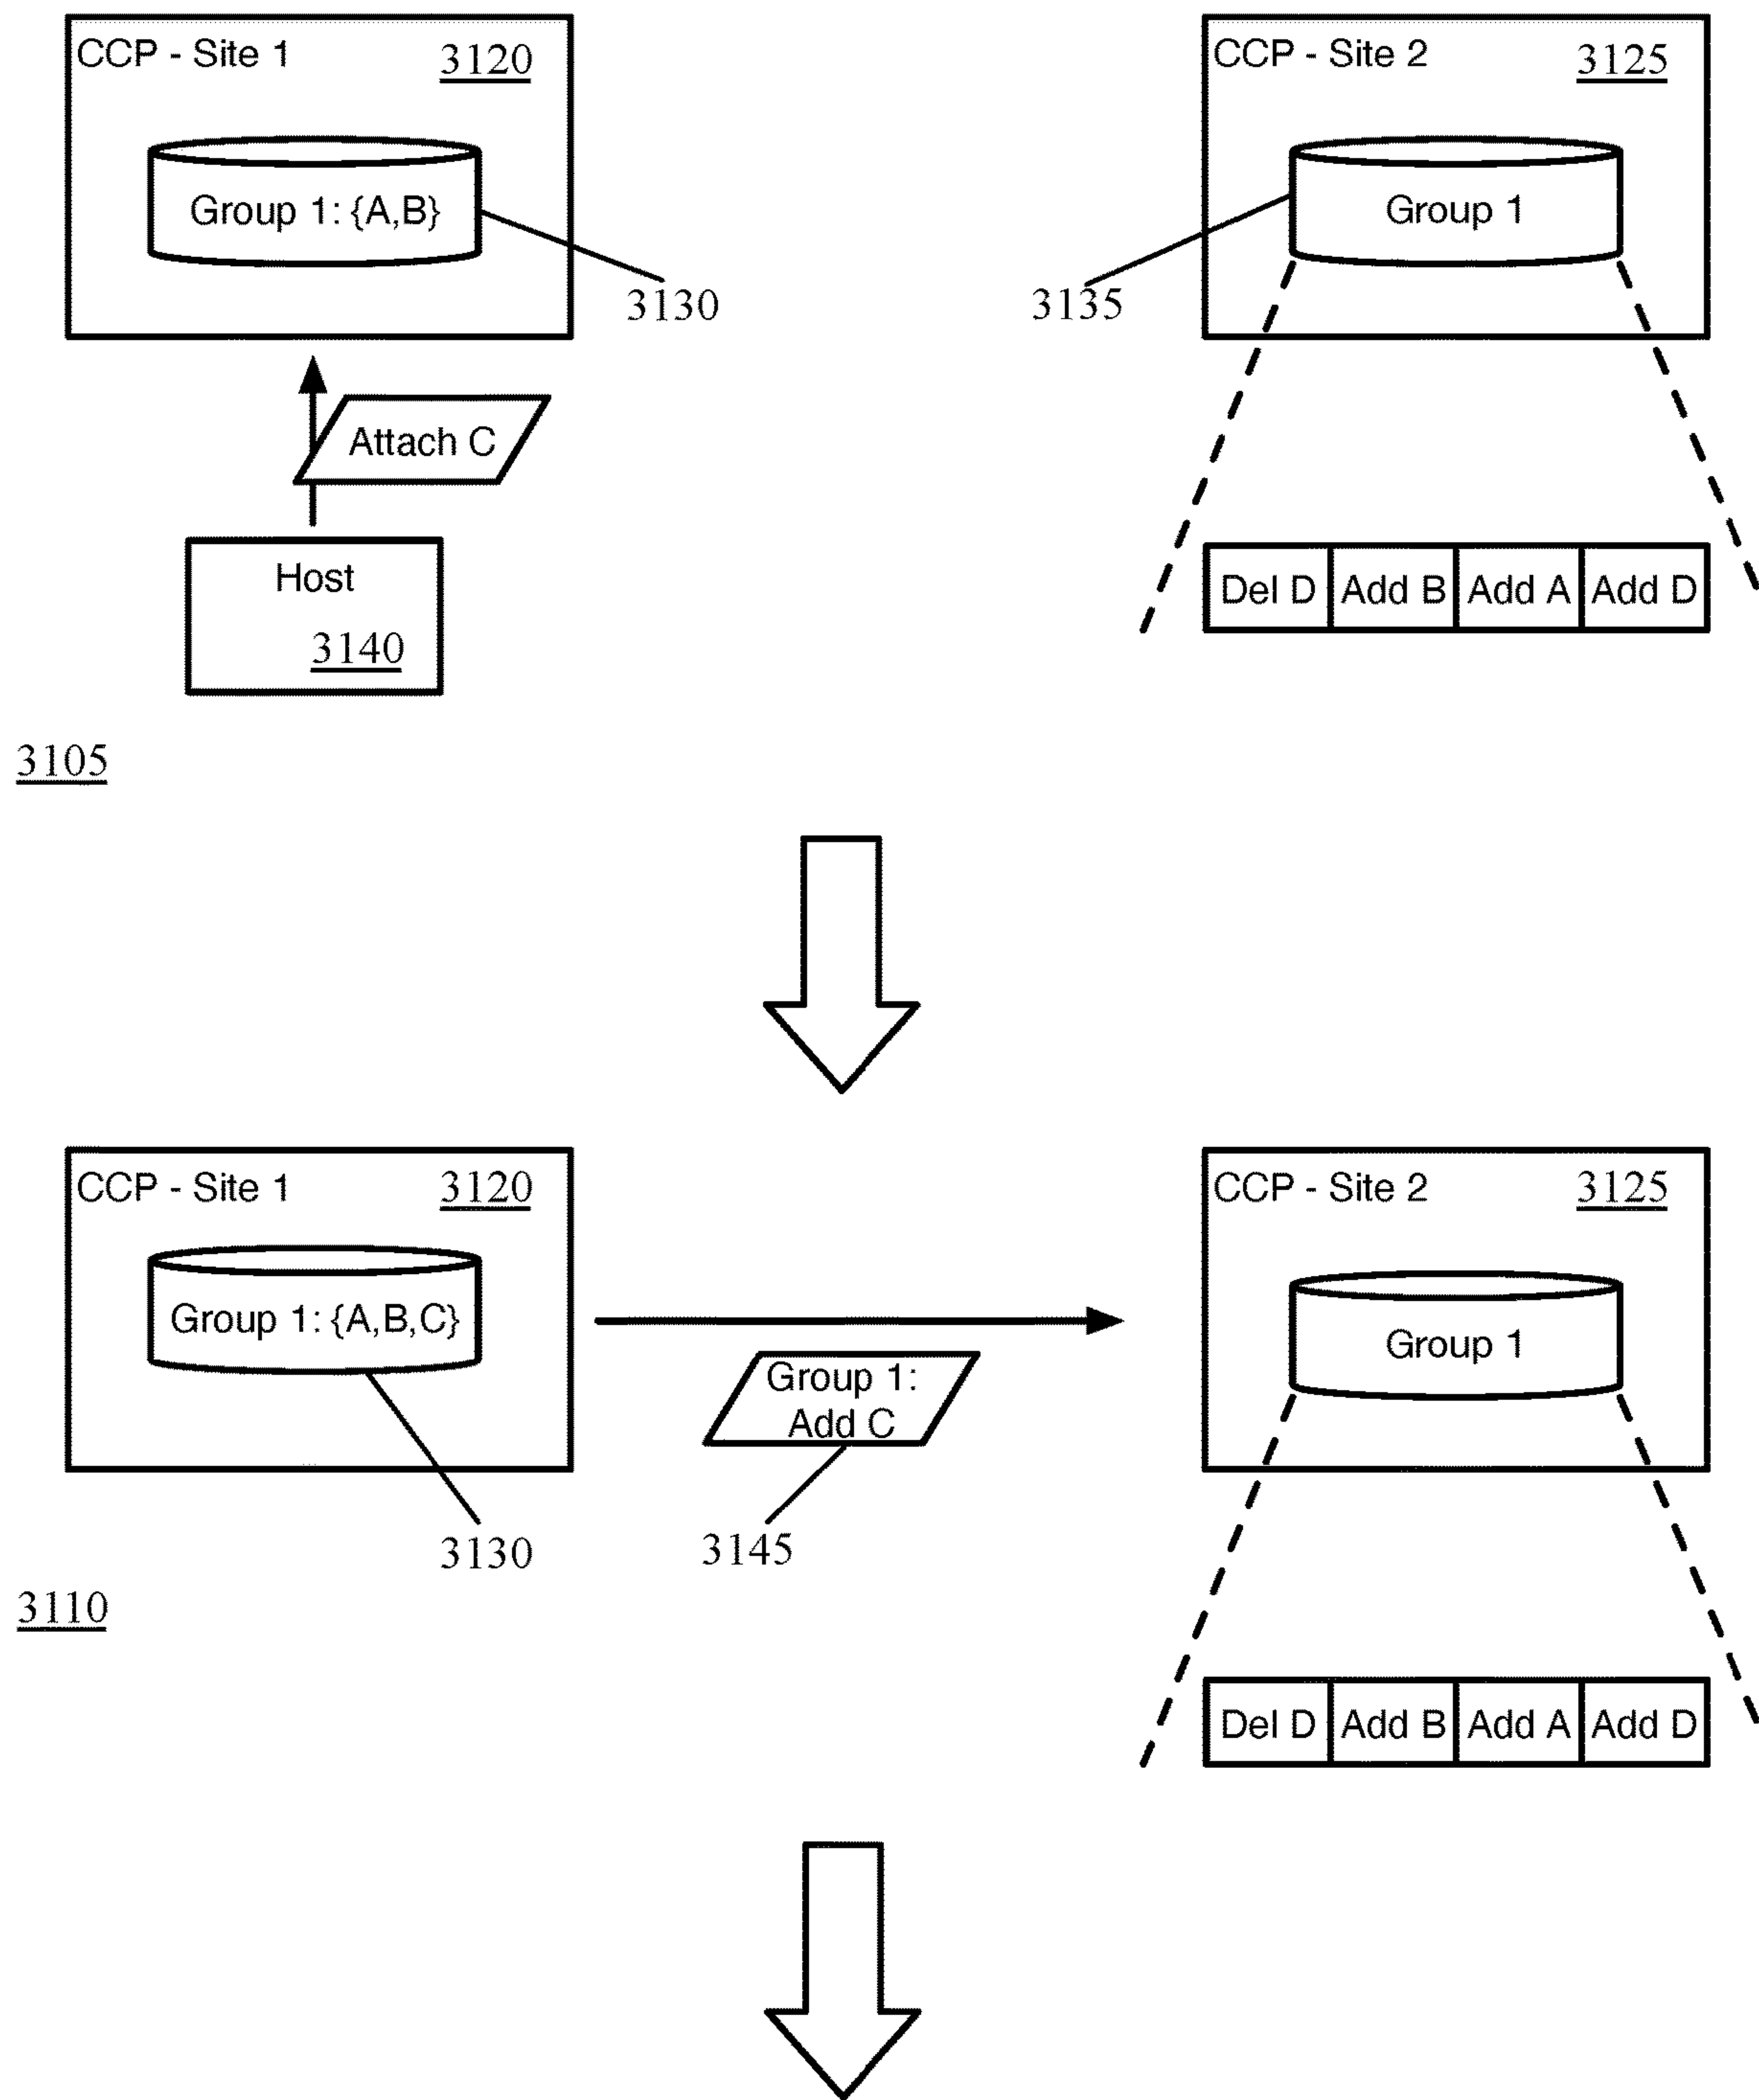 CCP - Site 1 3120
Group 1: {A,B}
3130
Attach C
Host
3140
CCP - Site 2 3125
Group 1
3135
Del D Add B Add A Add D
3105
CCP - Site 1 3120
Group 1: {A,B,C}
3130
Group 1:
Add C
3145
CCP - Site 2 3125
Group 1
Del D Add B Add A Add D
3110